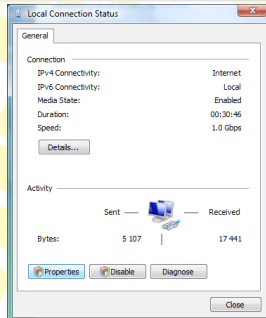 Local Connection Status
General
Connection
IPv4 Connectivity: Internet
IPv6 Connectivity: Local
Media State: Enabled
Duration: 00:30:46
Speed: 1.0 Gbps
Details...
Activity
Sent Received
Bytes: 5 107 17 441
Properties Disable Diagnose
Close